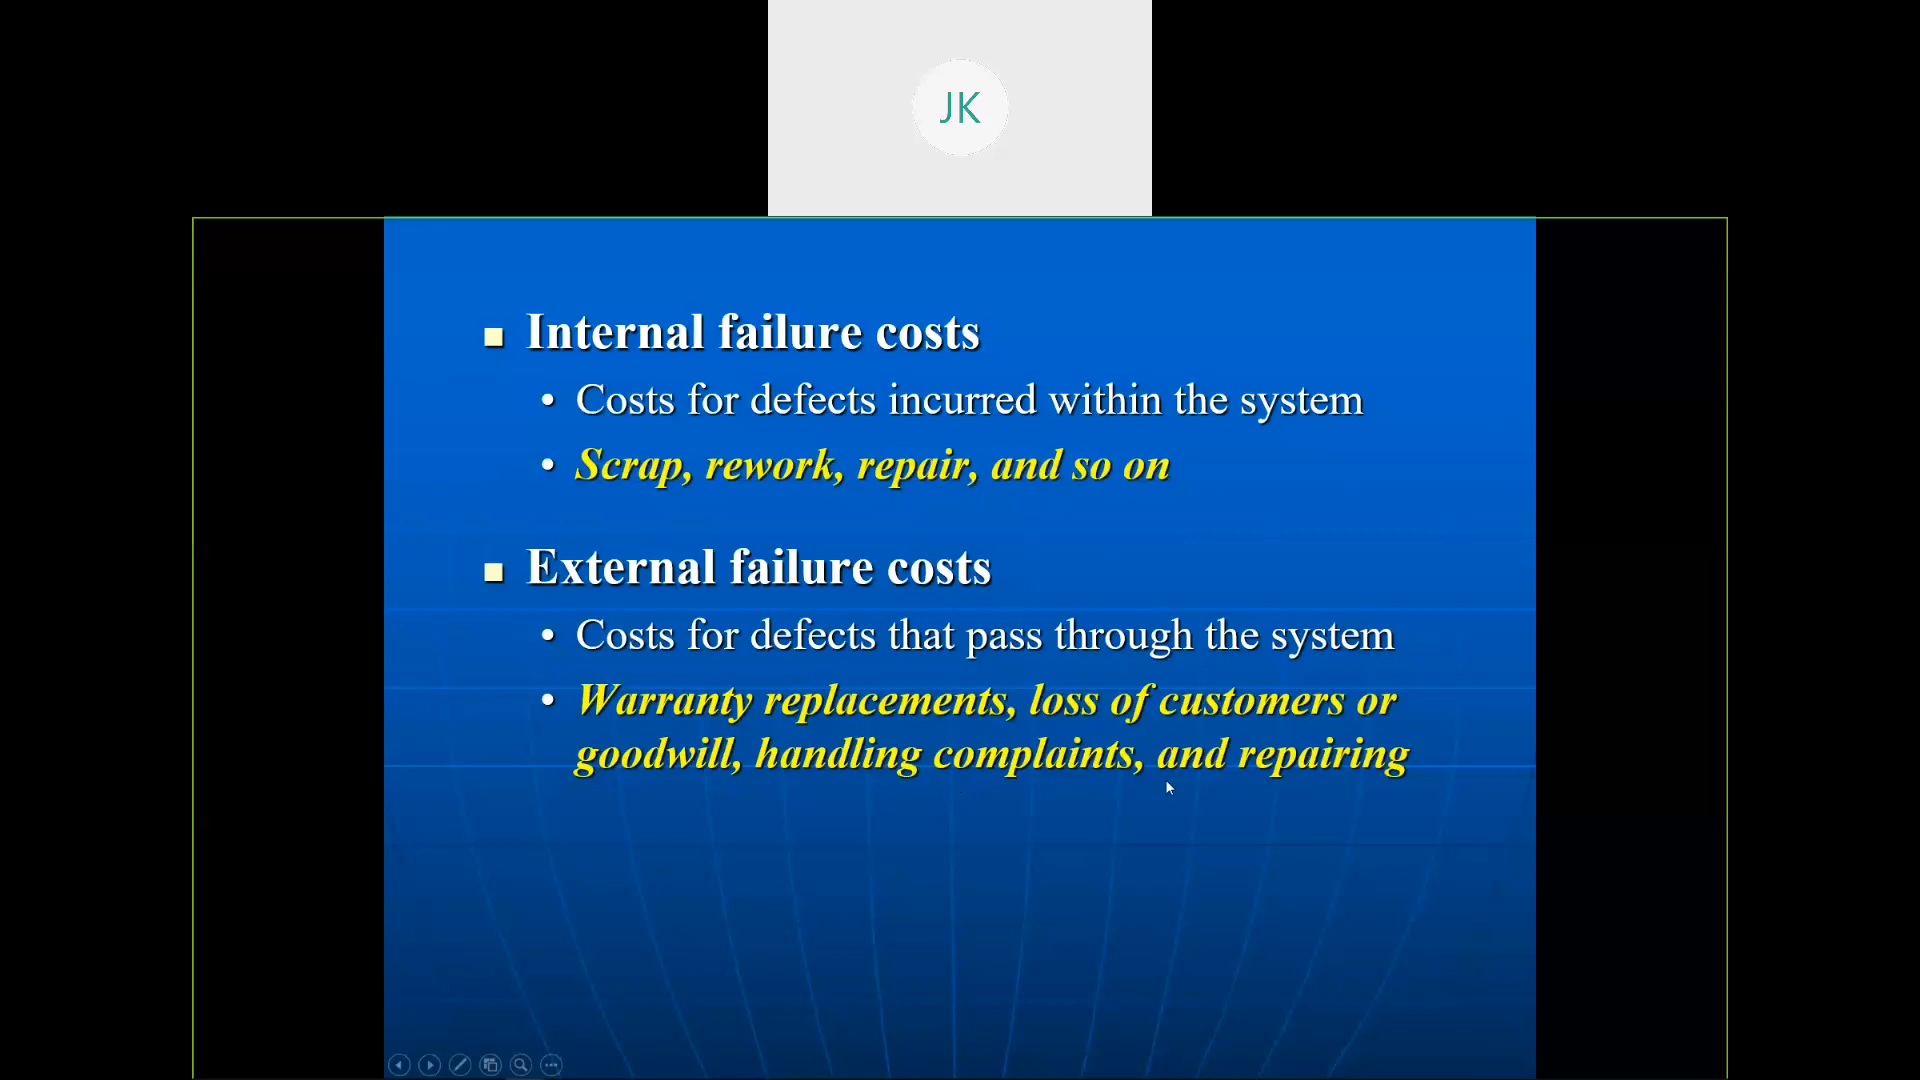 JK
Internal failure costs
• Costs for defects incurred within the system
• Scrap, rework, repair, and so on
External failure costs
• Costs for defects that pass through the system
• Warranty replacements, loss of customers or
goodwill, handling complaints, and repairing